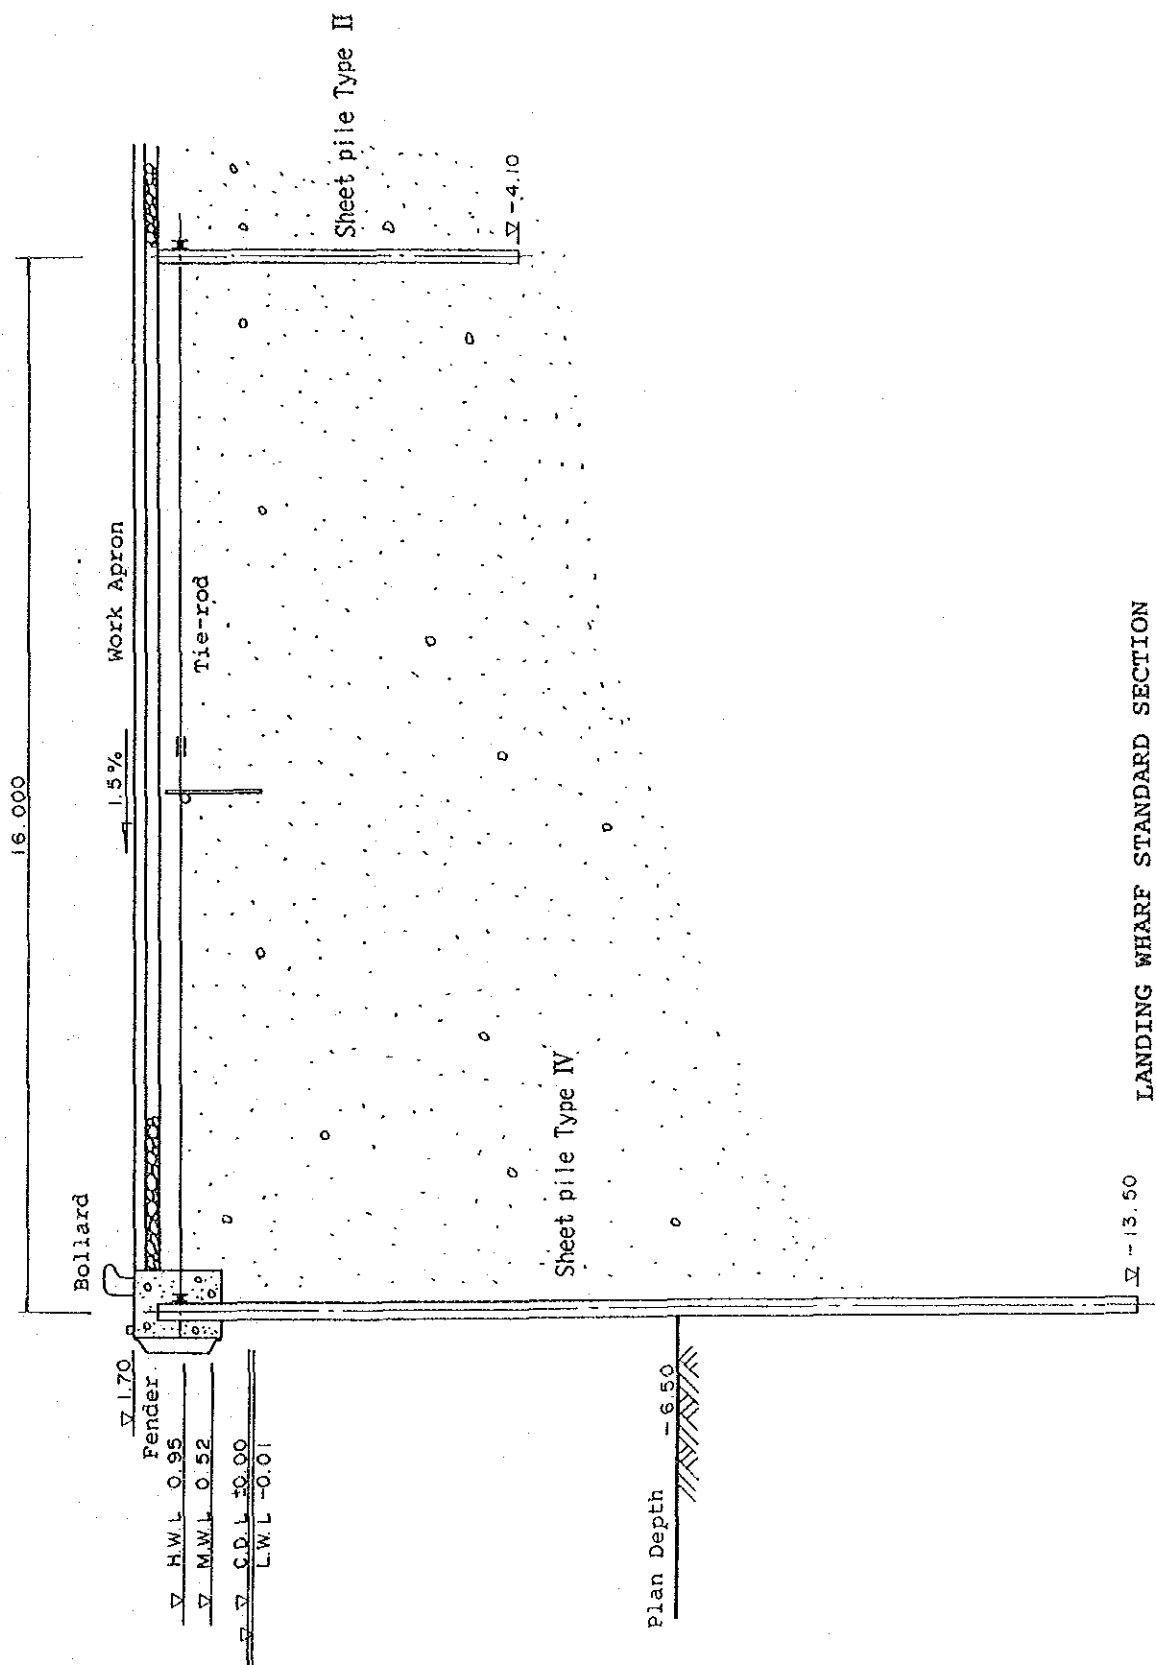 16.000
Bollard
1.5%
Work Apron
▽ 1.70
Fender
Tie-rod
▽ H.W.L 0.95
▽ M.W.L 0.52
▽ C.D.L ±0.00
▽ L.W.L -0.01
Sheet pile Type II
▽ -4.10
Sheet pile Type IV
Plan Depth -6.50
▽ -13.50
LANDING WHARF STANDARD SECTION